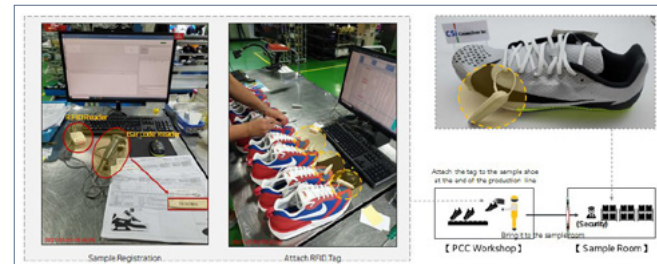 RFID Reader
Bar code Reader
Sample Registration
Attach RFID Tag
Attach the tag to the sample shoe
at the end of the production line
(Security)
Bring it to the sample room
【 PCC Workshop 】
【 Sample Room 】